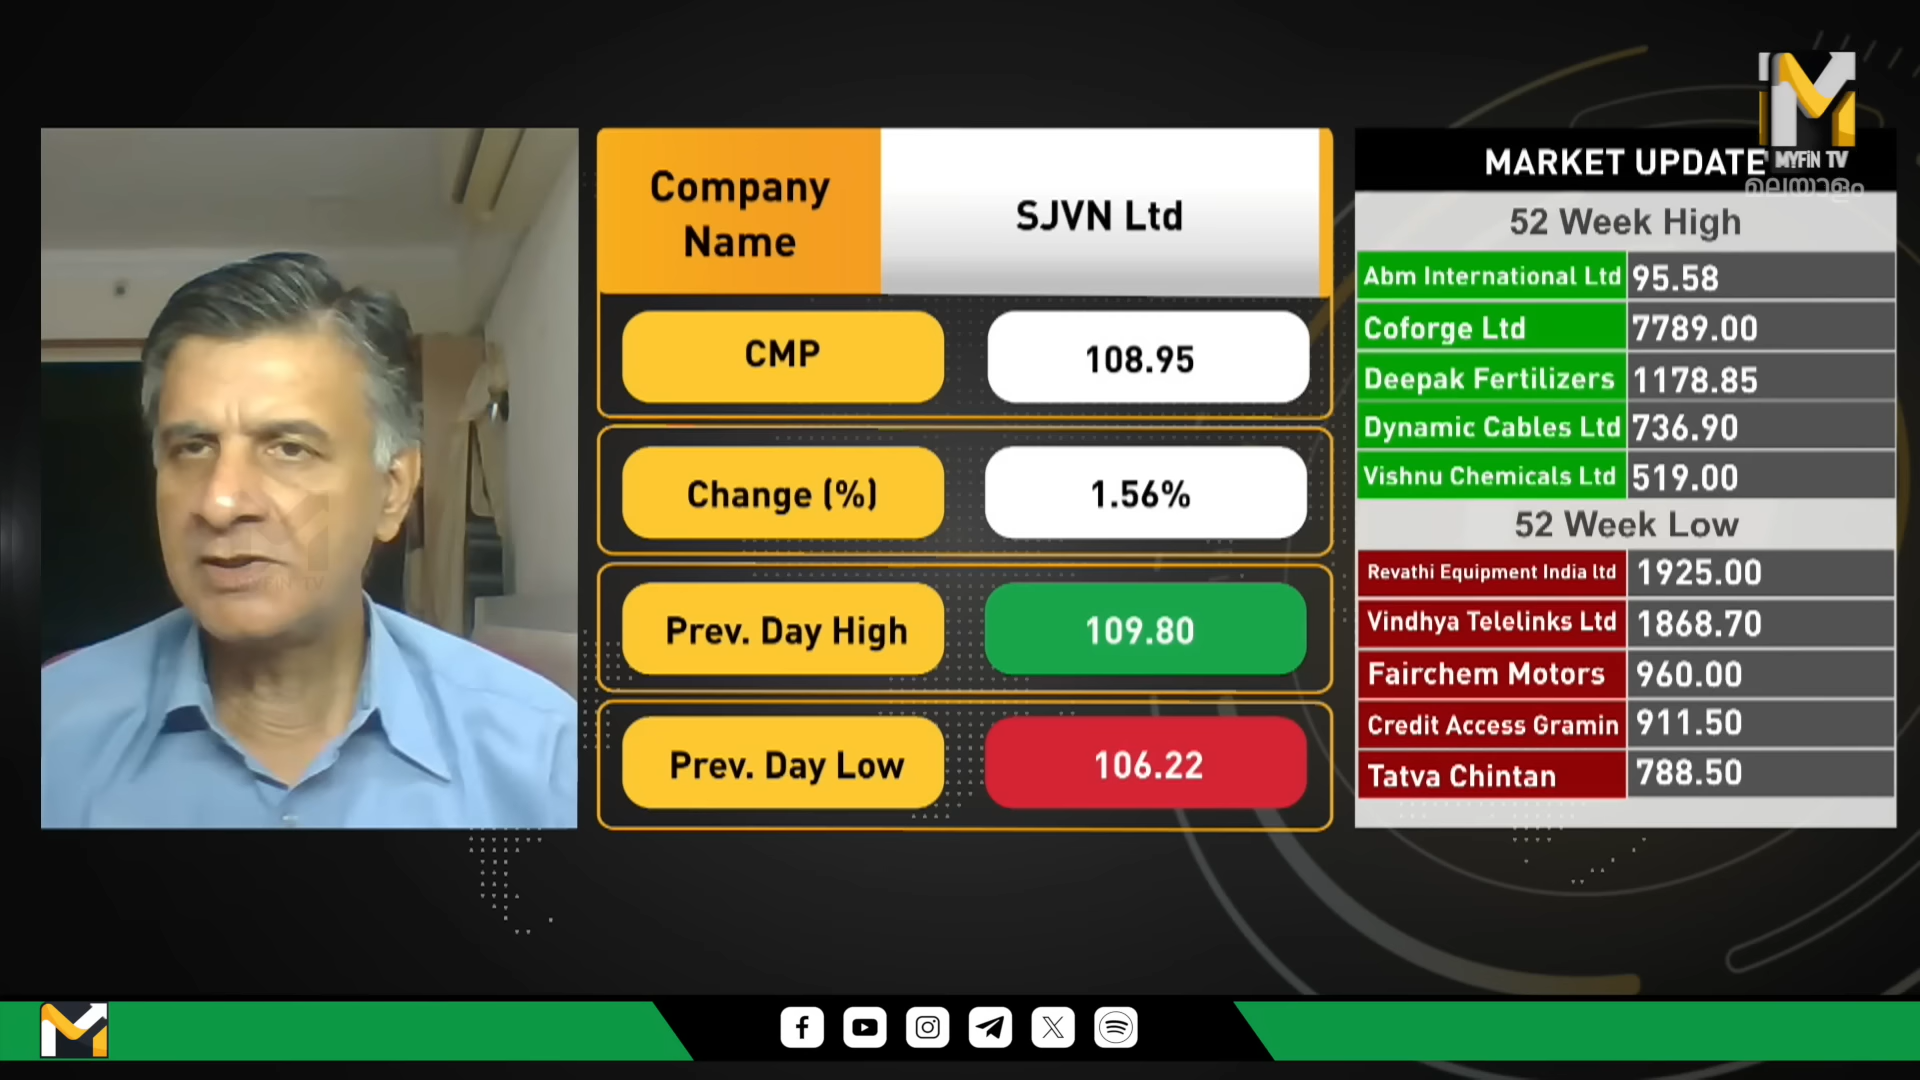 Company
Name
SJVN Ltd
CMP
108.95
Change (%)
1.56%
Prev. Day High
109.80
Prev. Day Low
106.22
MARKET UPDATE
MYFiN TV
മലയാളം
52 Week High
Abm International Ltd 95.58
Coforge Ltd 7789.00
Deepak Fertilizers 1178.85
Dynamic Cables Ltd 736.90
Vishnu Chemicals Ltd 519.00
52 Week Low
Revathi Equipment India ltd 1925.00
Vindhya Telelinks Ltd 1868.70
Fairchem Motors 960.00
Credit Access Gramin 911.50
Tatva Chintan 788.50